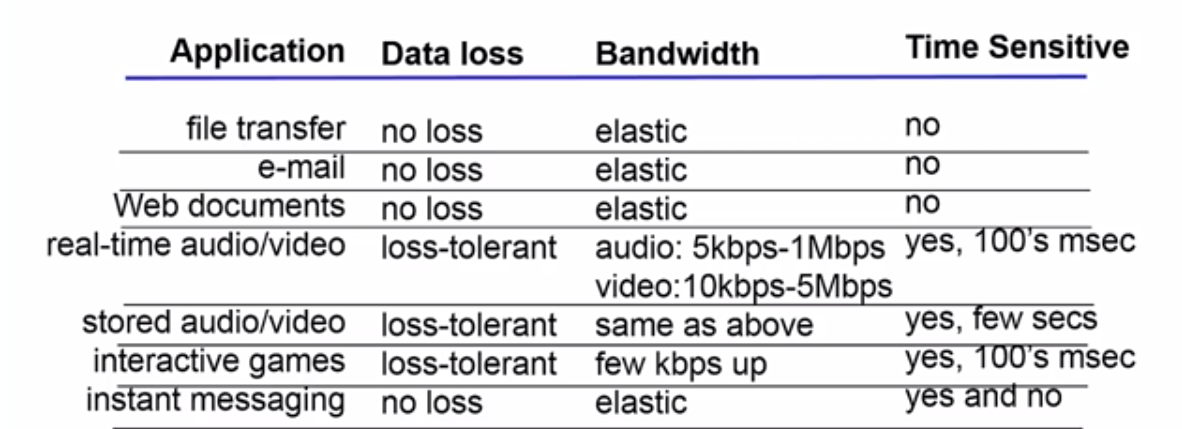 Application Data loss Bandwidth Time Sensitive
file transfer no loss elastic no
e-mail no loss elastic no
Web documents no loss elastic no
real-time audio/video loss-tolerant audio: 5kbps-1Mbps yes, 100's msec
video:10kbps-5Mbps
stored audio/video loss-tolerant same as above yes, few secs
interactive games loss-tolerant few kbps up yes, 100's msec
instant messaging no loss elastic yes and no